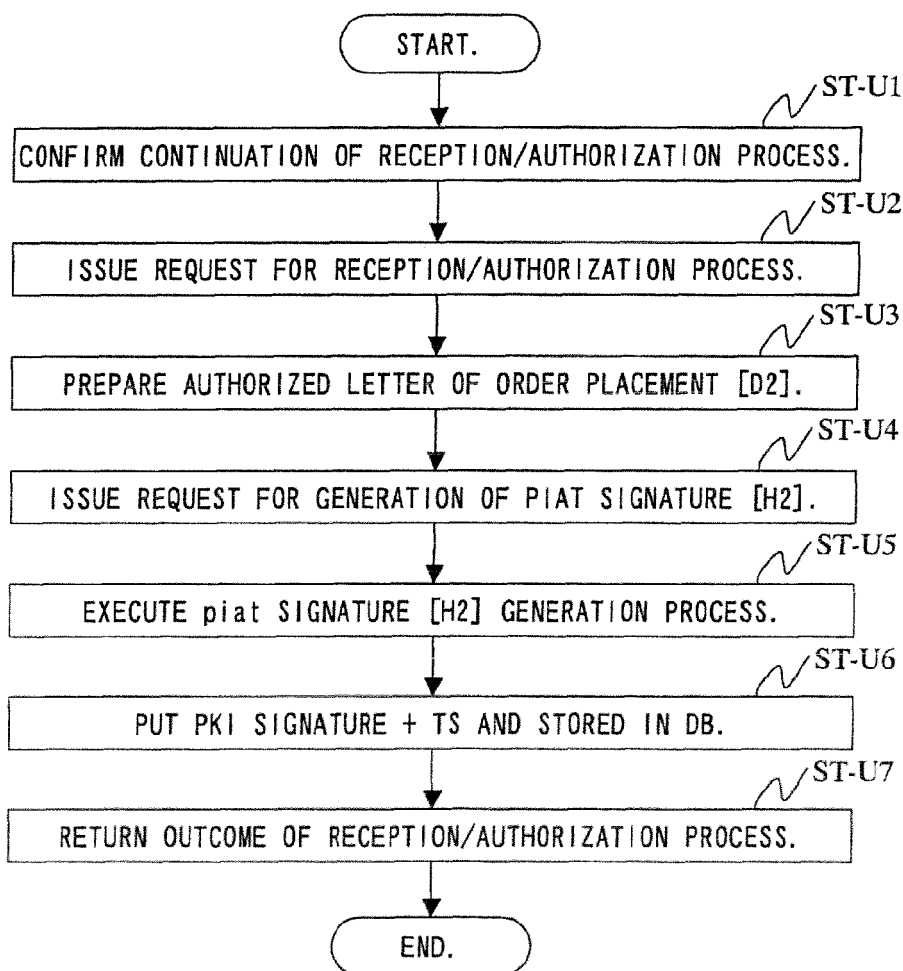 START.
ST-U1
CONFIRM CONTINUATION OF RECEPTION/AUTHORIZATION PROCESS.
ST-U2
ISSUE REQUEST FOR RECEPTION/AUTHORIZATION PROCESS.
ST-U3
PREPARE AUTHORIZED LETTER OF ORDER PLACEMENT [D2].
ST-U4
ISSUE REQUEST FOR GENERATION OF PIAT SIGNATURE [H2].
ST-U5
EXECUTE piat SIGNATURE [H2] GENERATION PROCESS.
ST-U6
PUT PKI SIGNATURE + TS AND STORED IN DB.
ST-U7
RETURN OUTCOME OF RECEPTION/AUTHORIZATION PROCESS.
END.